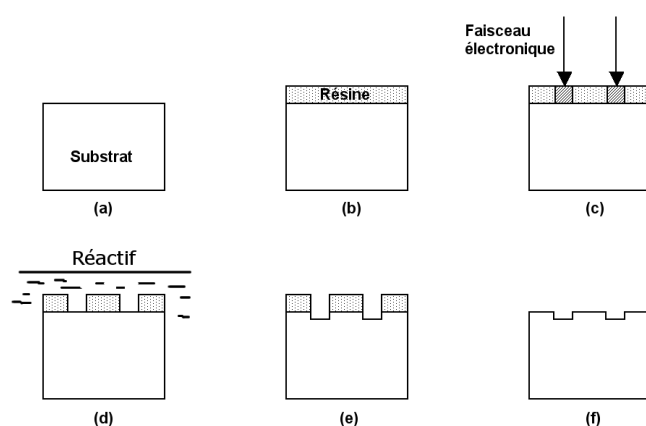 Substrat
(a)
Résine
(b)
Faisceau
électronique
(c)
Réactif
(d)
(e)
(f)